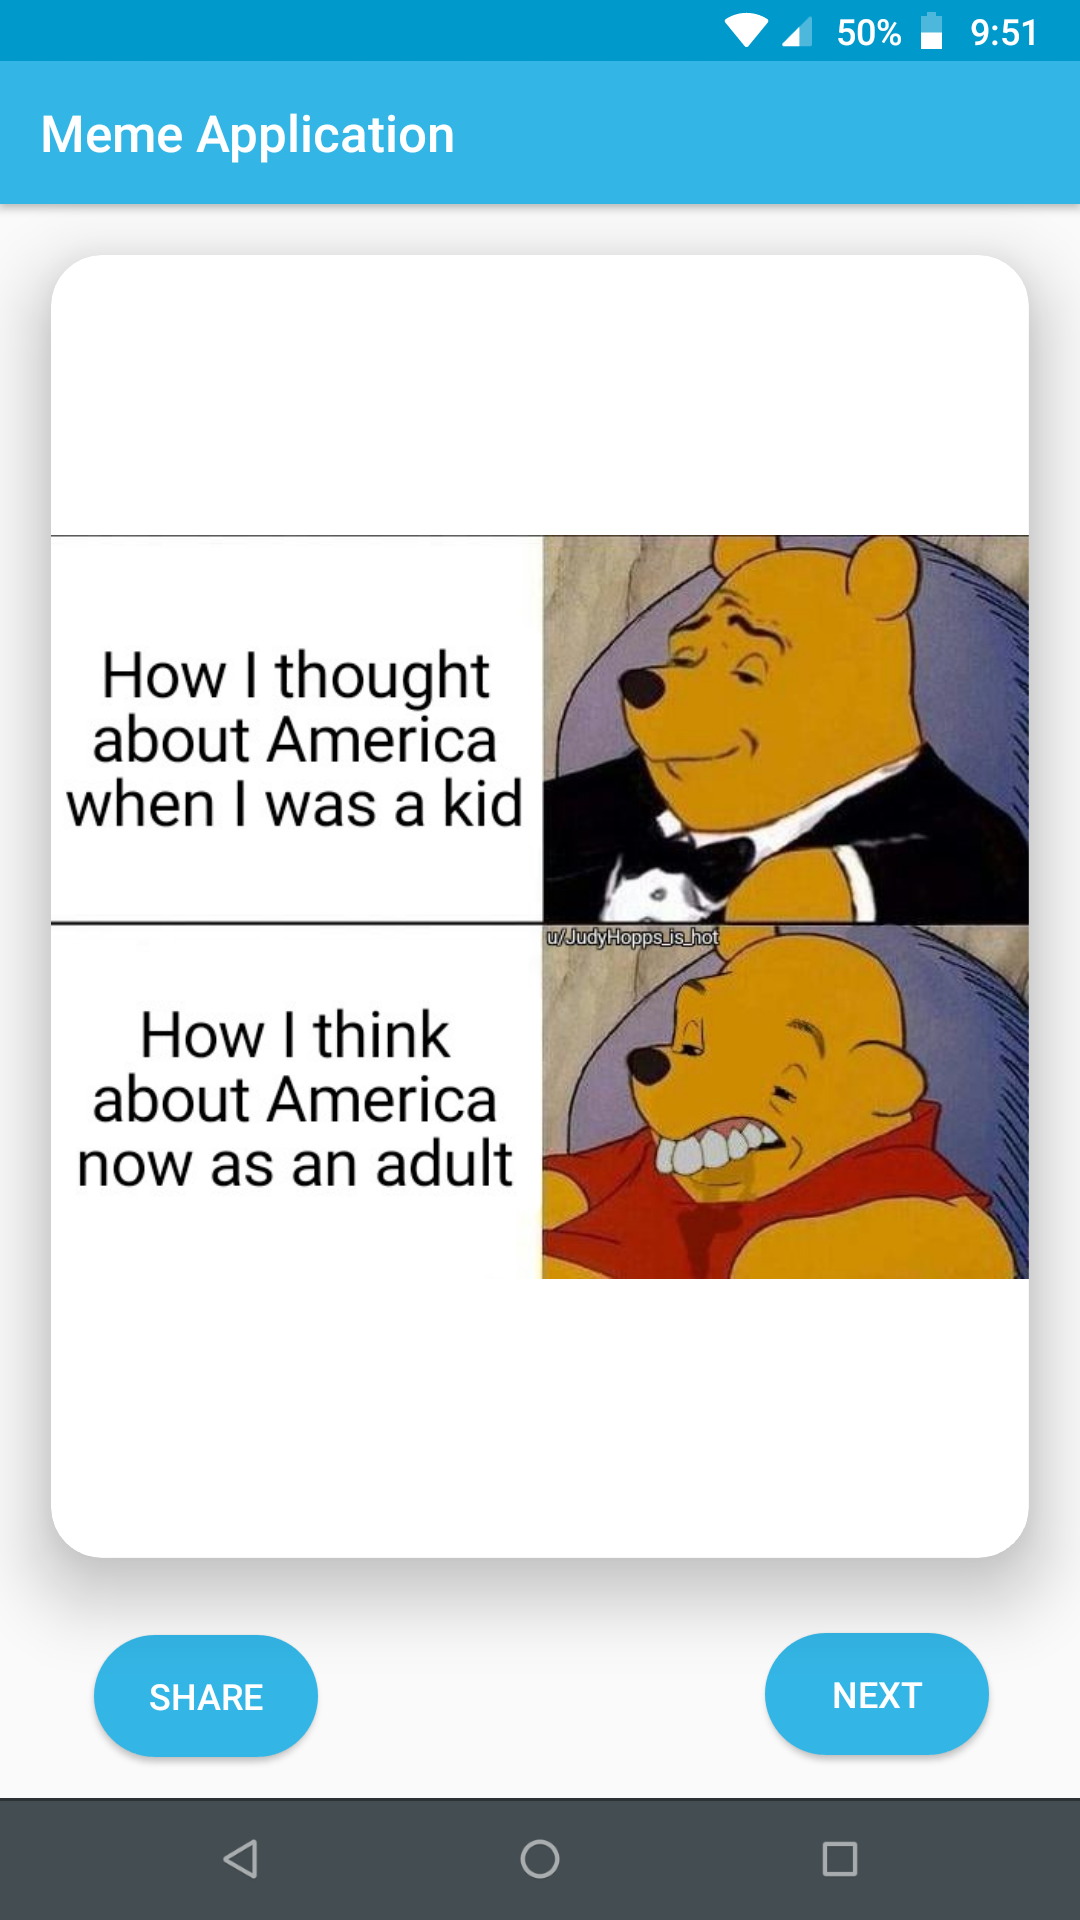 50% 9:51
Meme Application
How I thought
about America
when I was a kid
u/JudyHopps_is_hot
How I think
about America
now as an adult
SHARE
NEXT